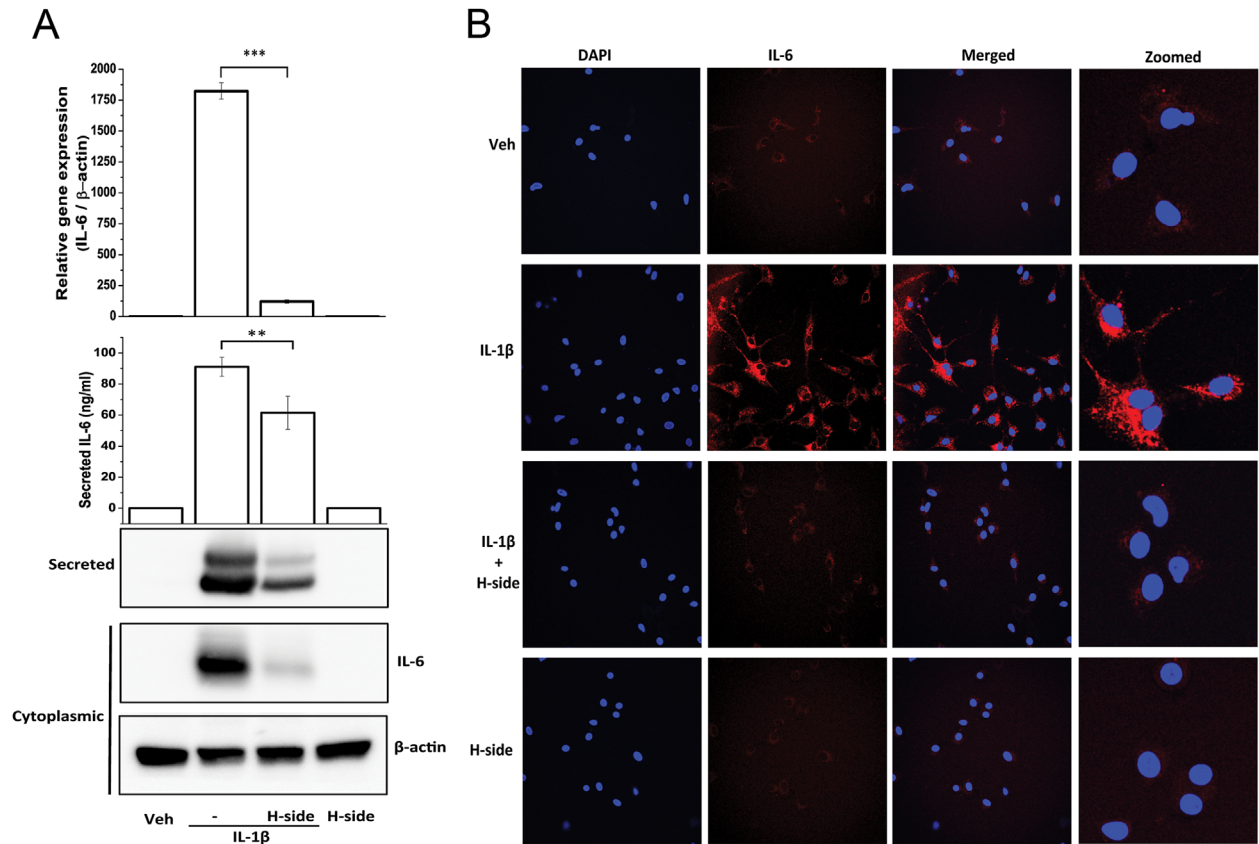 A
***
Relative gene expression
(IL-6 / β–actin)
2000
1750
1500
1250
1000
750
500
250
0
**
Secreted IL-6 (ng/ml)
100
80
60
40
20
0
Secreted
Cytoplasmic
IL-6
β-actin
Veh - H-side H-side
IL-1β
B
DAPI IL-6 Merged Zoomed
Veh
IL-1β
IL-1β
+
H-side
H-side